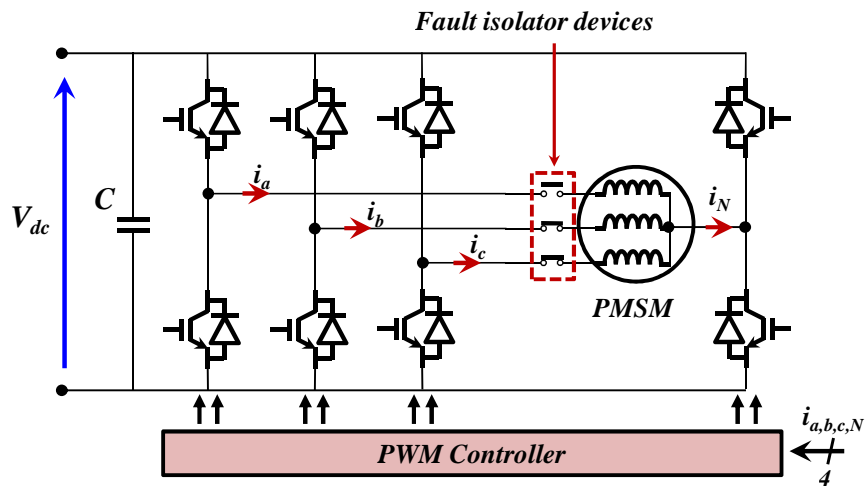 Fault isolator devices
i_a
i_b
i_c
i_N
V_dc
C
PMSM
i_a,b,c,N
PWM Controller
4